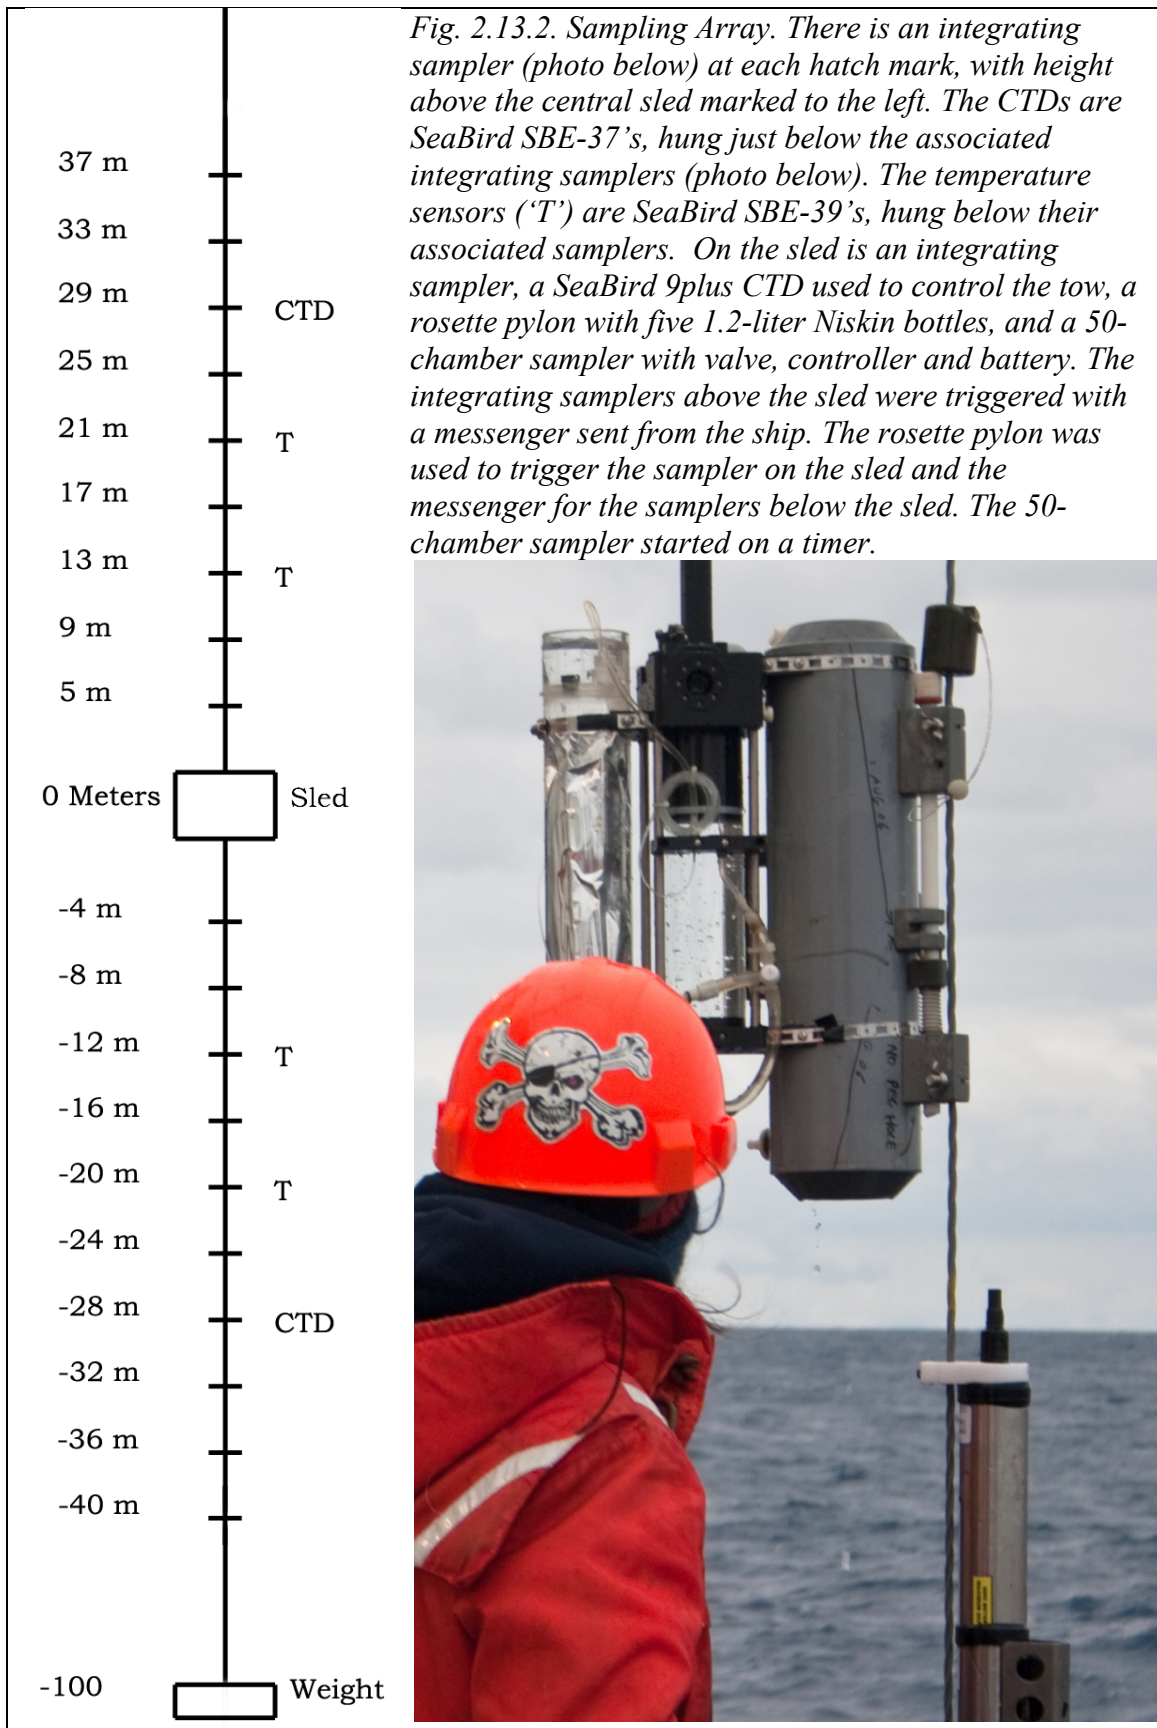 Fig. 2.13.2. Sampling Array. There is an integrating
sampler (photo below) at each hatch mark, with height
above the central sled marked to the left. The CTDs are
SeaBird SBE-37’s, hung just below the associated
integrating samplers (photo below). The temperature
sensors (‘T’) are SeaBird SBE-39’s, hung below their
associated samplers.  On the sled is an integrating
sampler, a SeaBird 9plus CTD used to control the tow, a
rosette pylon with five 1.2-liter Niskin bottles, and a 50-
chamber sampler with valve, controller and battery. The
integrating samplers above the sled were triggered with
a messenger sent from the ship. The rosette pylon was
used to trigger the sampler on the sled and the
messenger for the samplers below the sled. The 50-
chamber sampler started on a timer.
37 m
33 m
29 m CTD
25 m
21 m T
17 m
13 m T
9 m
5 m
0 Meters Sled
-4 m
-8 m
-12 m T
-16 m
-20 m T
-24 m
-28 m CTD
-32 m
-36 m
-40 m
-100 Weight
AUG 06
NO PEG HOLE